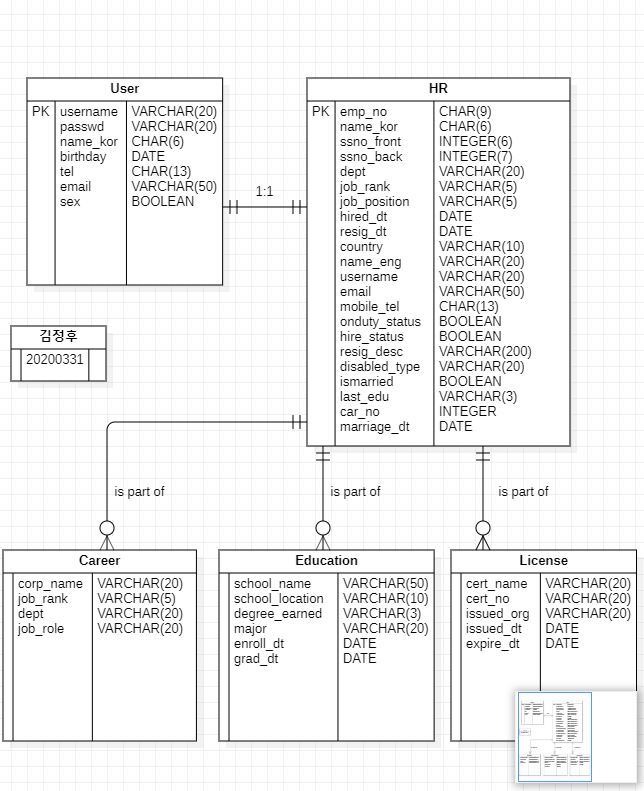 User
PK username VARCHAR(20)
passwd VARCHAR(20)
name_kor CHAR(6)
birthday DATE
tel CHAR(13)
email VARCHAR(50)
sex BOOLEAN
1:1
HR
PK emp_no CHAR(9)
name_kor CHAR(6)
ssno_front INTEGER(6)
ssno_back INTEGER(7)
dept VARCHAR(20)
job_rank VARCHAR(5)
job_position VARCHAR(5)
hired_dt DATE
resig_dt DATE
country VARCHAR(10)
name_eng VARCHAR(20)
username VARCHAR(20)
email VARCHAR(50)
mobile_tel CHAR(13)
onduty_status BOOLEAN
hire_status BOOLEAN
resig_desc VARCHAR(200)
disabled_type VARCHAR(20)
ismarried BOOLEAN
last_edu VARCHAR(3)
car_no INTEGER
marriage_dt DATE
김정후
20200331
is part of
is part of
is part of
Career
corp_name VARCHAR(20)
job_rank VARCHAR(5)
dept VARCHAR(20)
job_role VARCHAR(20)
Education
school_name VARCHAR(50)
school_location VARCHAR(10)
degree_earned VARCHAR(3)
major VARCHAR(20)
enroll_dt DATE
grad_dt DATE
License
cert_name VARCHAR(20)
cert_no VARCHAR(20)
issued_org VARCHAR(20)
issued_dt DATE
expire_dt DATE